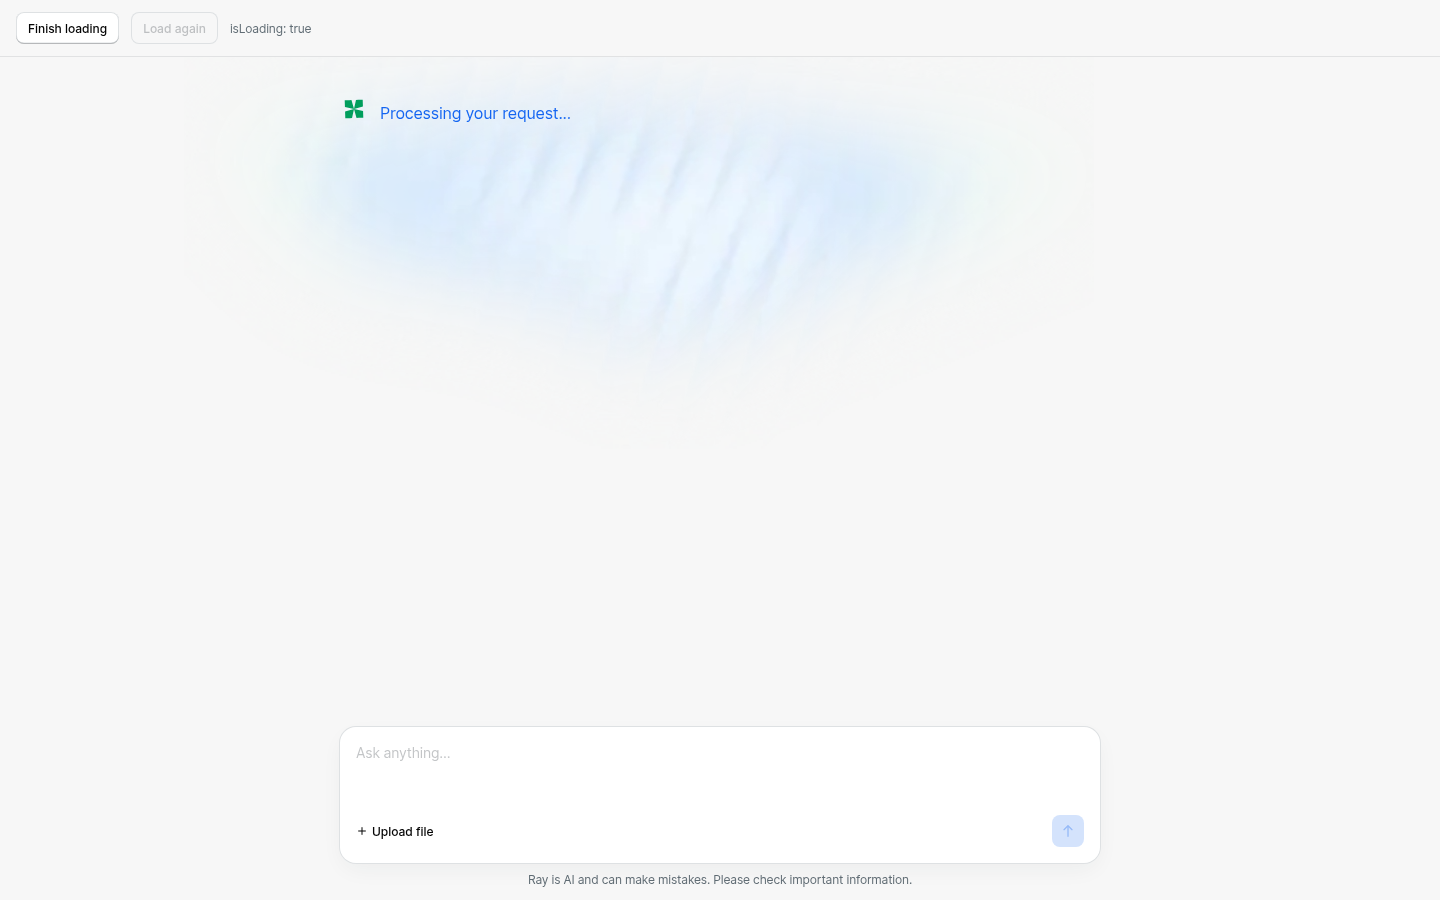 Finish loading
Load again
isLoading: true
Processing your request...
Ask anything...
Upload file
Ray is AI and can make mistakes. Please check important information.